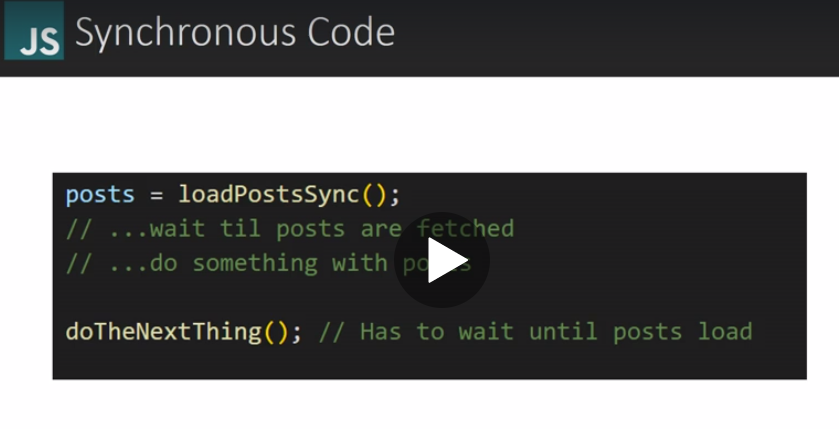 JS Synchronous Code
posts = loadPostsSync();
// ...wait til posts are fetched
// ...do something with posts
doTheNextThing(); // Has to wait until posts load